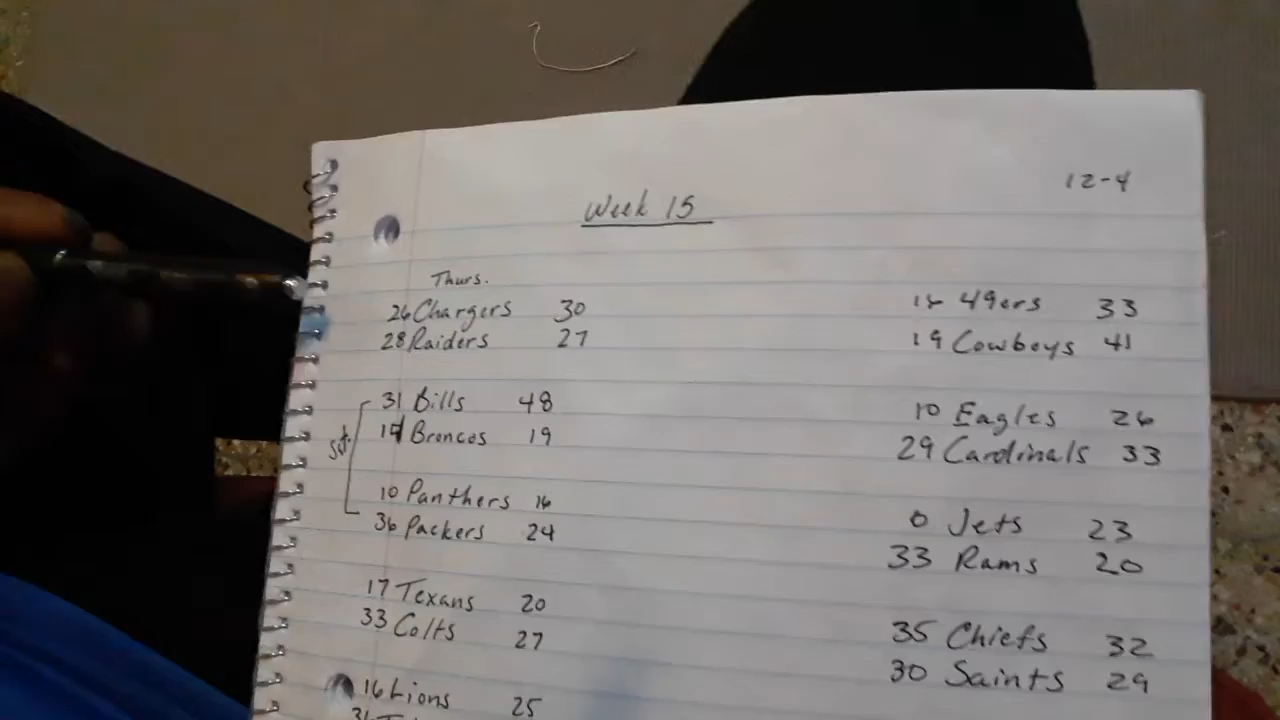 12-4
Week 15
Thurs.
26 Chargers 30
28 Raiders 27
31 Bills 48
Broncos 19
10 Panthers 16
36 Packers 24
Sat.
17 Texans 20
33 Colts 27
16 Lions 25
49ers 33
19 Cowboys 41
10 Eagles 26
29 Cardinals 33
0 Jets 23
33 Rams 20
35 Chiefs 32
30 Saints 29